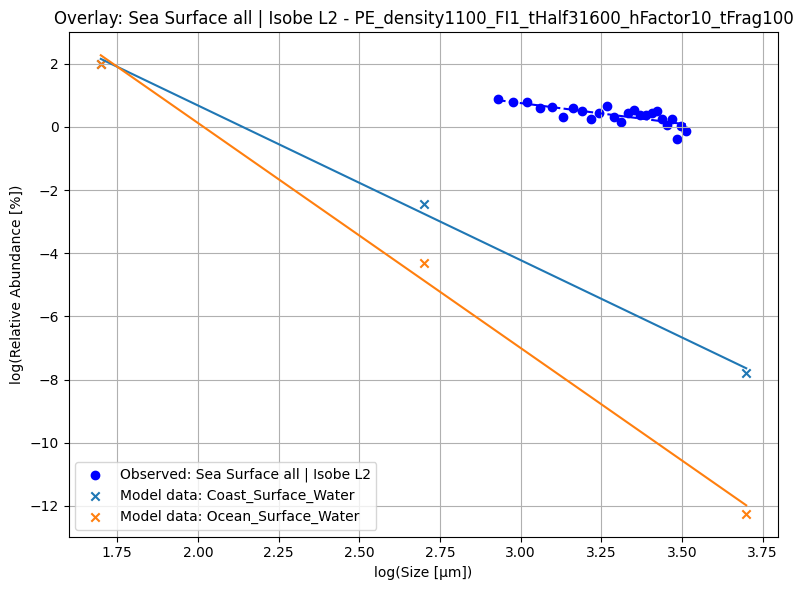 Overlay: Sea Surface all | Isobe L2 - PE_density1100_FI1_tHalf31600_hFactor10_tFrag100
log(Relative Abundance [%])
2
0
−2
−4
−6
−8
−10
−12
Observed: Sea Surface all | Isobe L2
Model data: Coast_Surface_Water
Model data: Ocean_Surface_Water
1.75
2.00
2.25
2.50
2.75
3.00
3.25
3.50
3.75
log(Size [μm])